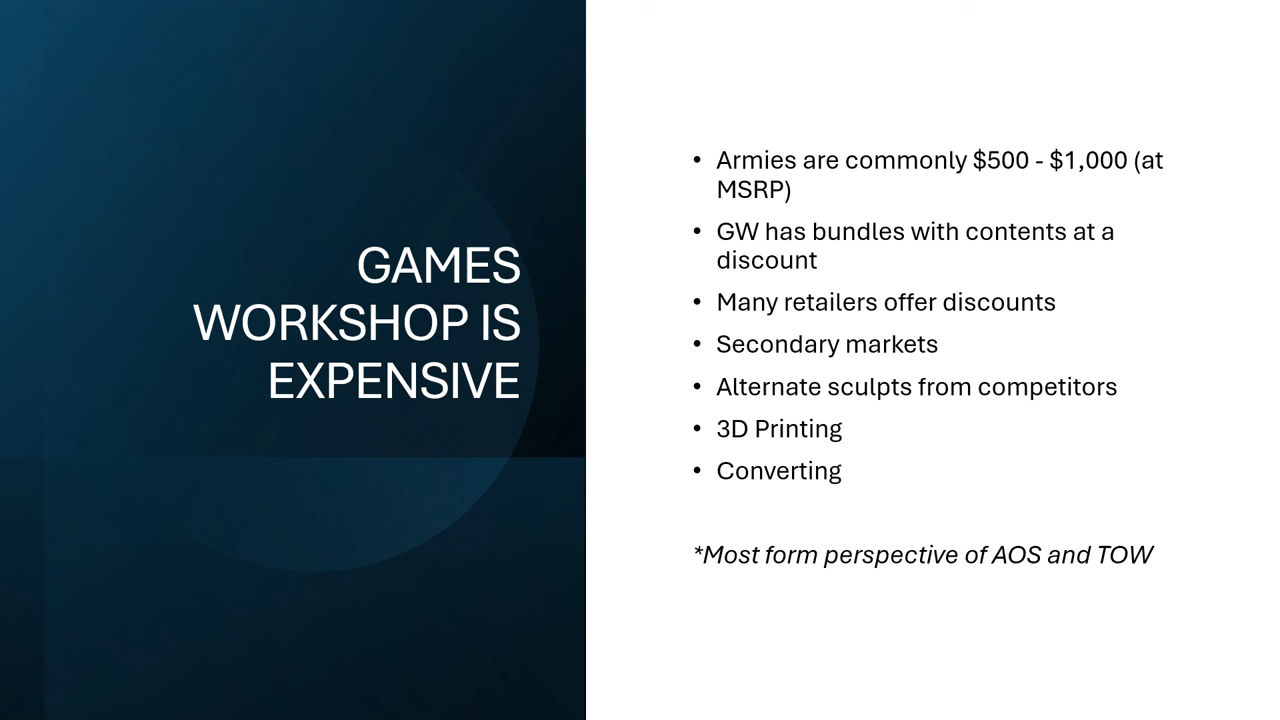 GAMES
WORKSHOP IS
EXPENSIVE
• Armies are commonly $500 - $1,000 (at
MSRP)
• GW has bundles with contents at a
discount
• Many retailers offer discounts
• Secondary markets
• Alternate sculpts from competitors
• 3D Printing
• Converting
*Most form perspective of AOS and TOW